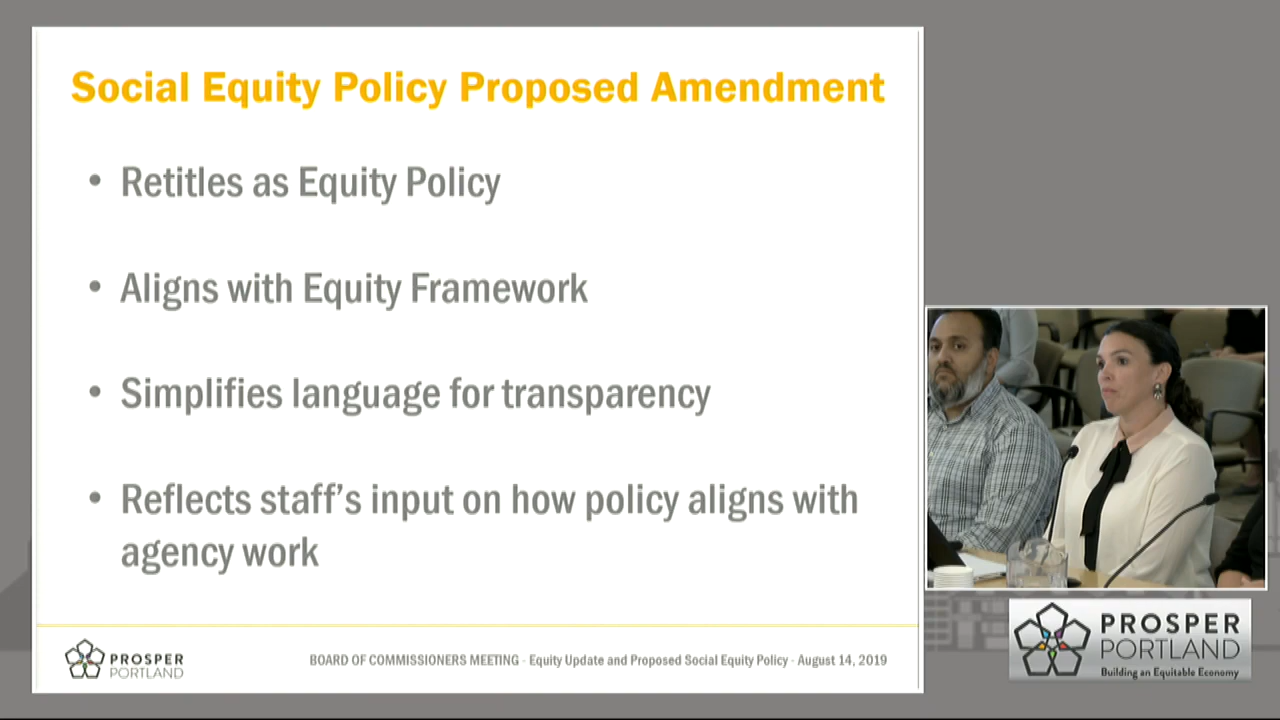 Social Equity Policy Proposed Amendment
• Retitles as Equity Policy
• Aligns with Equity Framework
• Simplifies language for transparency
• Reflects staff's input on how policy aligns with
agency work
PROSPER
PORTLAND
BOARD OF COMMISSIONERS MEETING - Equity Update and Proposed Social Equity Policy - August 14, 2019
PROSPER
PORTLAND
Building an Equitable Economy